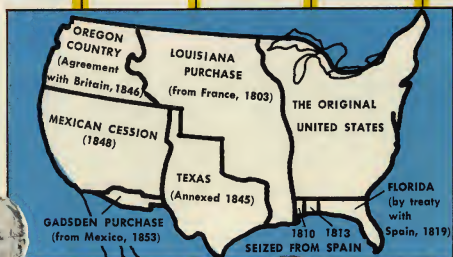 OREGON
COUNTRY
(Agreement
with Britain, 1846)
LOUISIANA
PURCHASE
(from France, 1803)
THE ORIGINAL
UNITED STATES
MEXICAN CESSION
(1848)
TEXAS
(Annexed 1845)
GADSDEN PURCHASE
(from Mexico, 1853)
1810 1813
SEIZED FROM SPAIN
FLORIDA
(by treaty
with
Spain, 1819)